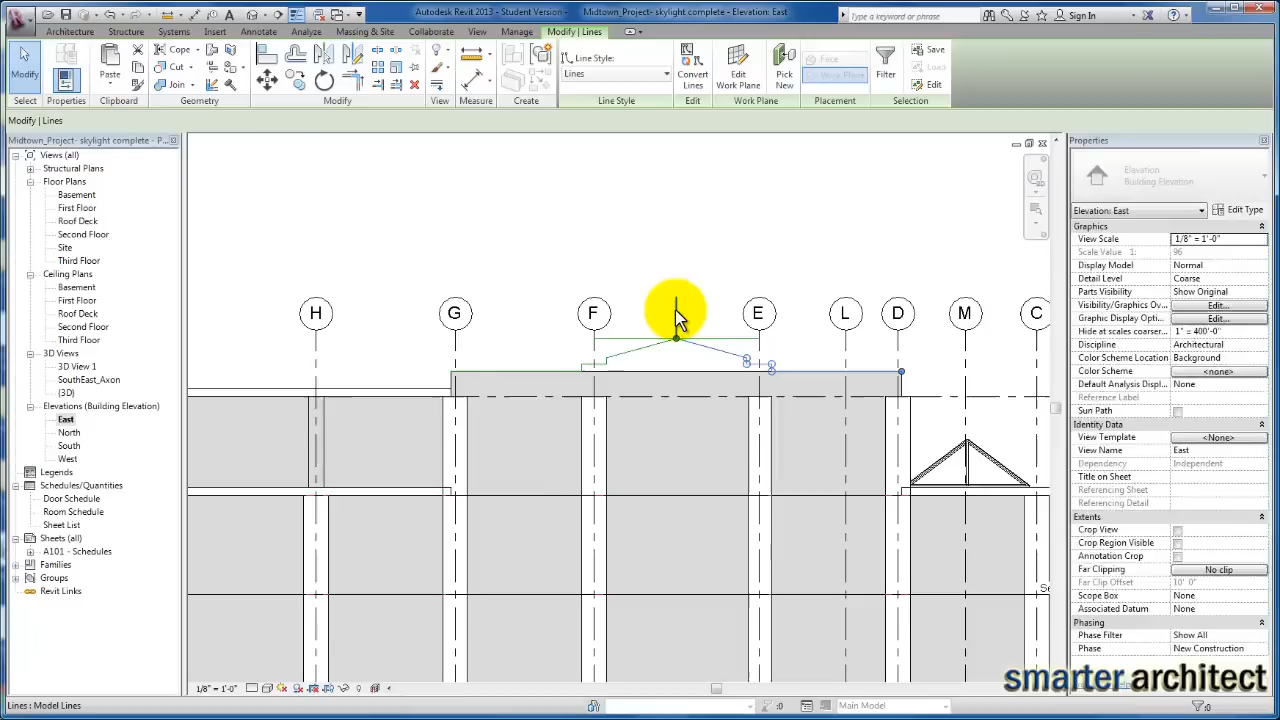 Autodesk Revit 2013 - Student Version - Midtown_Project- skylight complete - Elevation: East
Type a keyword or phrase
Sign In
Architecture Structure Systems Insert Annotate Analyze Massing & Site Collaborate View Manage Modify | Lines
Modify
Paste
Cope
Cut
Join
Line Style:
Lines
Convert Lines
Edit Work Plane
Pick New
Face
Work Plane
Filter
Save
Load
Edit
Select Properties Clipboard Geometry Modify View Measure Create Line Style Edit Work Plane Placement Selection
Modify | Lines
Midtown_Project- skylight complete - P...
Views (all)
Structural Plans
Floor Plans
Basement
First Floor
Roof Deck
Second Floor
Site
Third Floor
Ceiling Plans
Basement
First Floor
Roof Deck
Second Floor
Third Floor
3D Views
3D View 1
SouthEast_Axon
{3D}
Elevations (Building Elevation)
East
North
South
West
Legends
Schedules/Quantities
Door Schedule
Room Schedule
Sheet List
Sheets (all)
A101 - Schedules
Families
Groups
Revit Links
H G F E L D M C
Properties
Elevation
Building Elevation
Elevation: East
Edit Type
Graphics
View Scale 1/8" = 1'-0"
Scale Value 1: 96
Display Model Normal
Detail Level Coarse
Parts Visibility Show Original
Visibility/Graphics Ov... Edit...
Graphic Display Optio... Edit...
Hide at scales coarser... 1" = 400'-0"
Discipline Architectural
Color Scheme Location Background
Color Scheme <none>
Default Analysis Displ... None
Reference Label
Sun Path
Identity Data
View Template <None>
View Name East
Dependency Independent
Title on Sheet
Referencing Sheet
Referencing Detail
Extents
Crop View
Crop Region Visible
Annotation Crop
Far Clipping No clip
Far Clip Offset 10' 0"
Scope Box None
Associated Datum None
Phasing
Phase Filter Show All
Phase New Construction
smarter architect
1/8" = 1'-0"
Lines : Model Lines
:0
Main Model
:0